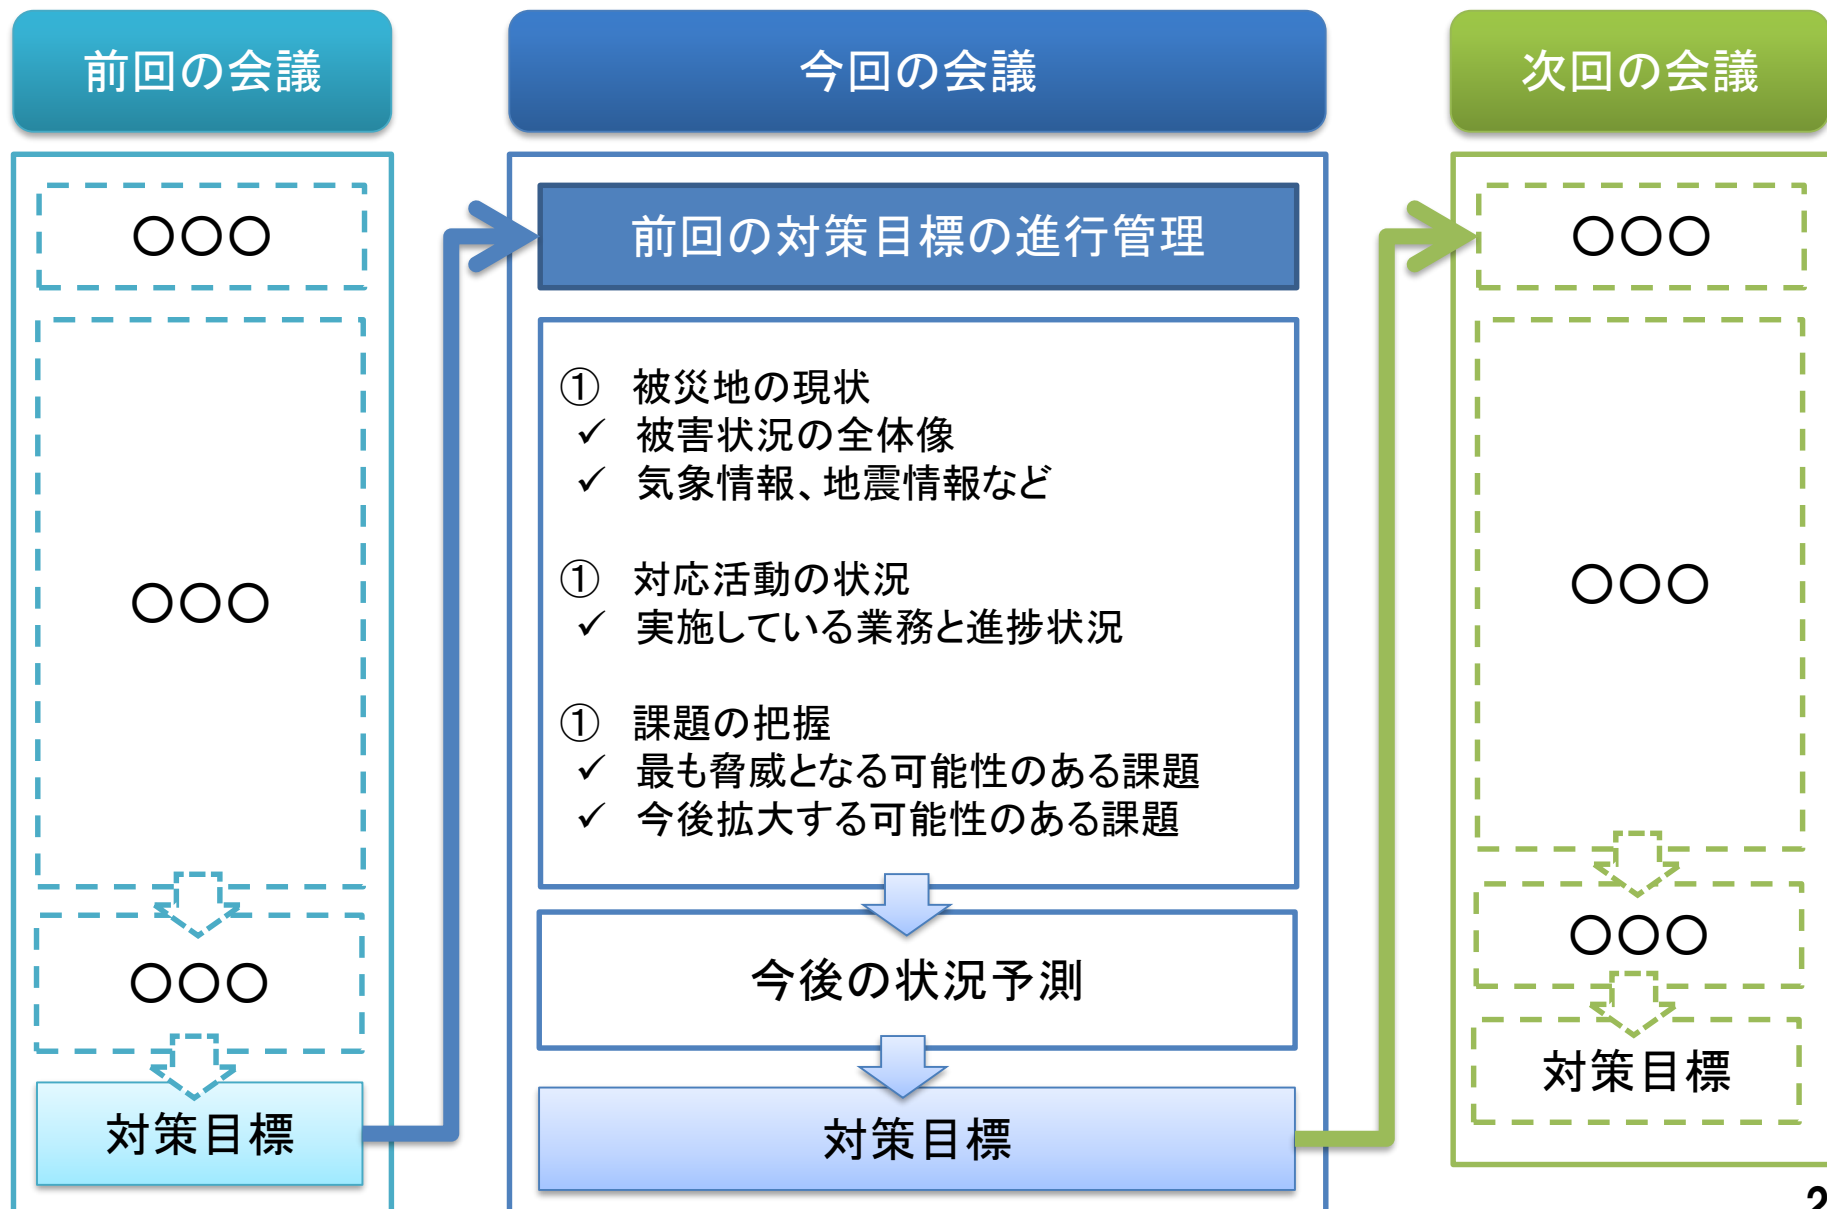 前回の会議
〇〇〇
〇〇〇
〇〇〇
対策目標
今回の会議
前回の対策目標の進行管理
① 被災地の現状
✓ 被害状況の全体像
✓ 気象情報、地震情報など
① 対応活動の状況
✓ 実施している業務と進捗状況
① 課題の把握
✓ 最も脅威となる可能性のある課題
✓ 今後拡大する可能性のある課題
今後の状況予測
対策目標
次回の会議
〇〇〇
〇〇〇
〇〇〇
対策目標
2